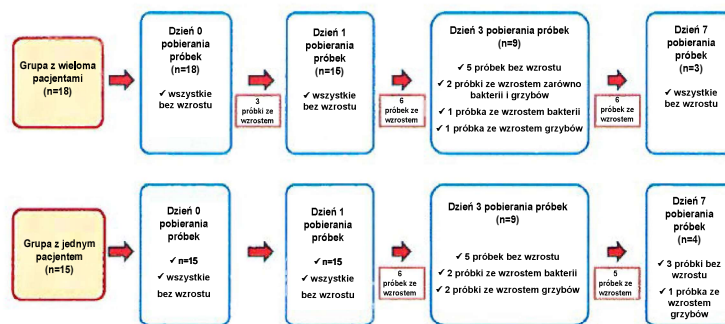 Grupa z wieloma
pacjentami
(n=18)
Dzień 0
pobierania
próbek
(n=18)
✓ wszystkie
bez wzrostu
3
próbki ze
wzrostem
Dzień 1
pobierania
próbek
(n=15)
✓ wszystkie
bez wzrostu
6
próbek ze
wzrostem
Dzień 3 pobierania próbek
(n=9)
✓ 5 próbek bez wzrostu
✓ 2 próbki ze wzrostem zarówno
bakterii i grzybów
✓ 1 próbka ze wzrostem bakterii
✓ 1 próbka ze wzrostem grzybów
6
próbek ze
wzrostem
Dzień 7
pobierania
próbek
(n=3)
✓ wszystkie
bez wzrostu
Grupa z jednym
pacjentem
(n=15)
Dzień 0
pobierania
próbek
✓ n=15
✓ wszystkie
bez wzrostu
Dzień 1
pobierania
próbek
✓ n=15
✓ wszystkie
bez wzrostu
6
próbek ze
wzrostem
Dzień 3 pobierania próbek
(n=9)
✓ 5 próbek bez wzrostu
✓ 2 próbki ze wzrostem bakterii
✓ 2 próbki ze wzrostem grzybów
5
próbek ze
wzrostem
Dzień 7
pobierania
próbek
(n=4)
✓ 3 próbki bez
wzrostu
✓ 1 próbka ze
wzrostem
grzybów